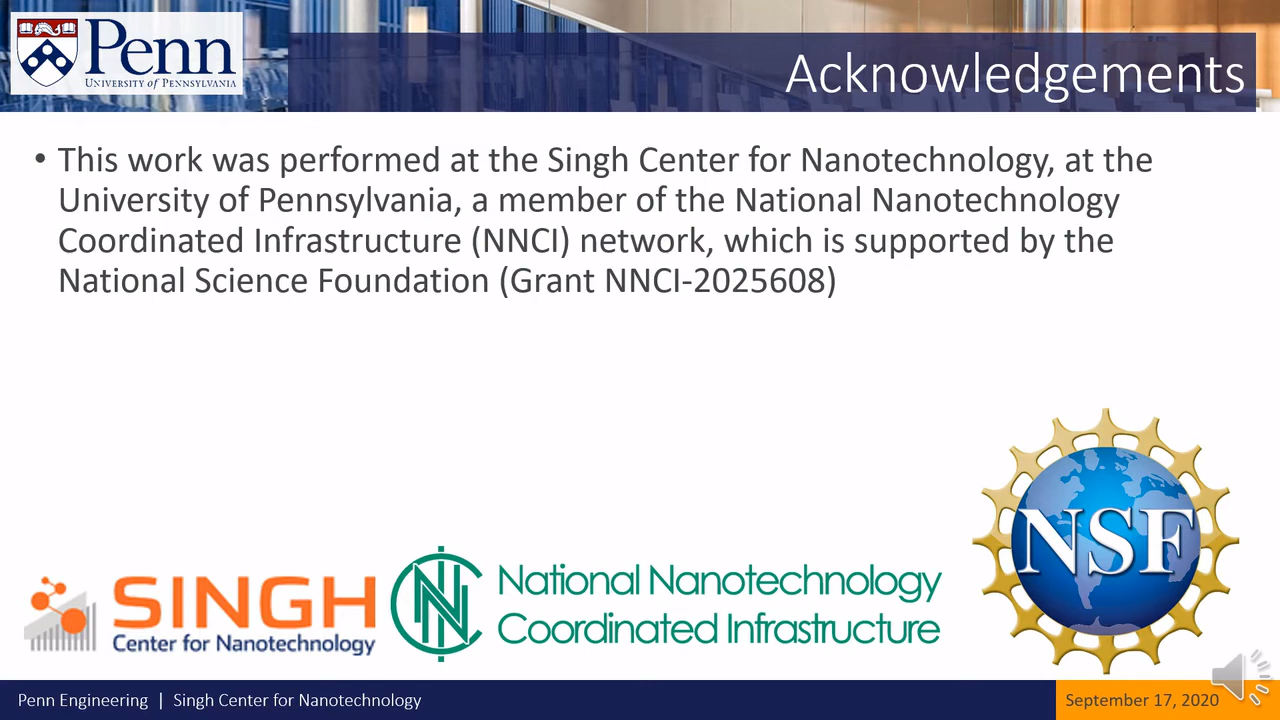 Penn
UNIVERSITY of PENNSYLVANIA
Acknowledgements
• This work was performed at the Singh Center for Nanotechnology, at the
University of Pennsylvania, a member of the National Nanotechnology
Coordinated Infrastructure (NNCI) network, which is supported by the
National Science Foundation (Grant NNCI-2025608)
SINGH
Center for Nanotechnology
National Nanotechnology
Coordinated Infrastructure
NSF
Penn Engineering | Singh Center for Nanotechnology
September 17, 2020